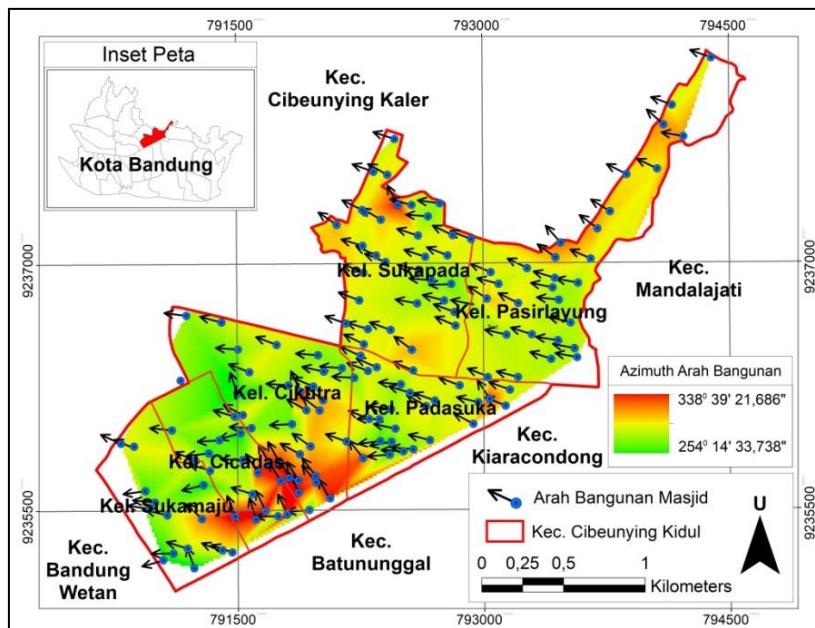 791500 793000 794500
Inset Peta
Kota Bandung
Kec.
Cibeunying Kaler
9237000 9237000
Kel. Sukapada
Kec.
Mandalajati
Kel. Pasirlayung
Azimuth Arah Bangunan
338⁰ 39' 21,686"
254⁰ 14' 33,738"
Kel. Cikutra
Kel. Padasuka
Kec.
Kiaracondong
Kel. Cicadas
Kel. Sukamaju
9235500 9235500
Kec.
Bandung
Wetan
Kec.
Batununggal
Arah Bangunan Masjid
Kec. Cibeunying Kidul
U
0 0,25 0,5 1
Kilometers
791500 793000 794500